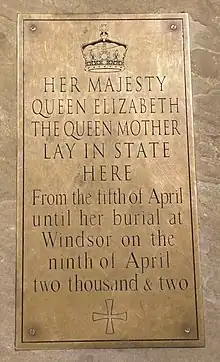 HER MAJESTY
QUEEN ELIZABETH
THE QUEEN MOTHER
LAY IN STATE
HERE
From the fifth of April
until her burial at
Windsor on the
ninth of April
two thousand & two